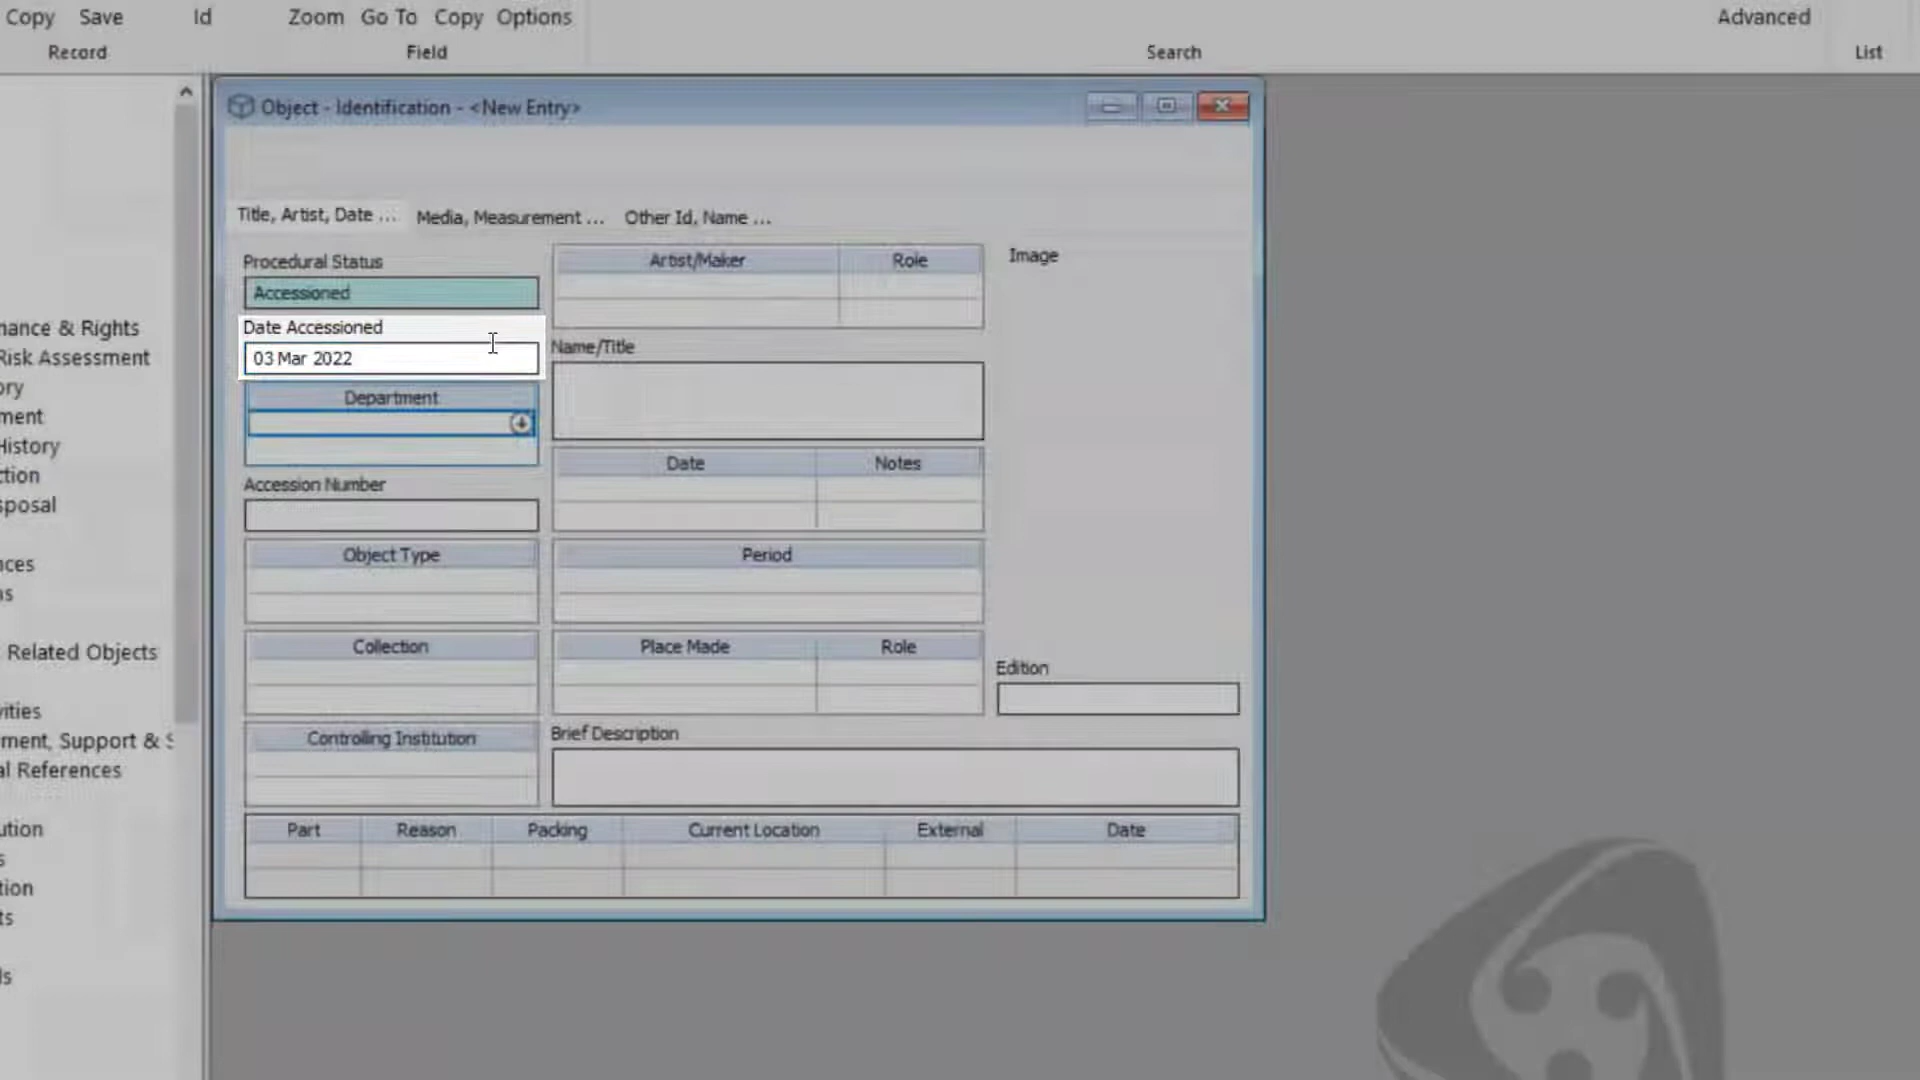 Copy Save Id Zoom Go To Copy Options Advanced
Record Field Search List
Object - Identification - <New Entry>
Title, Artist, Date ... Media, Measurement ... Other Id, Name ...
Procedural Status
Accessioned
Date Accessioned
03 Mar 2022
Department
Accession Number
Object Type
Collection
Controlling Institution
Artist/Maker Role
Name/Title
Date Notes
Period
Place Made Role
Brief Description
Image
Edition
Part Reason Packing Current Location External Date
nance & Rights
Risk Assessment
ory
ment
History
ction
sposal
nces
ns
Related Objects
vities
ment, Support & S
al References
ution
s
tion
ts
ls